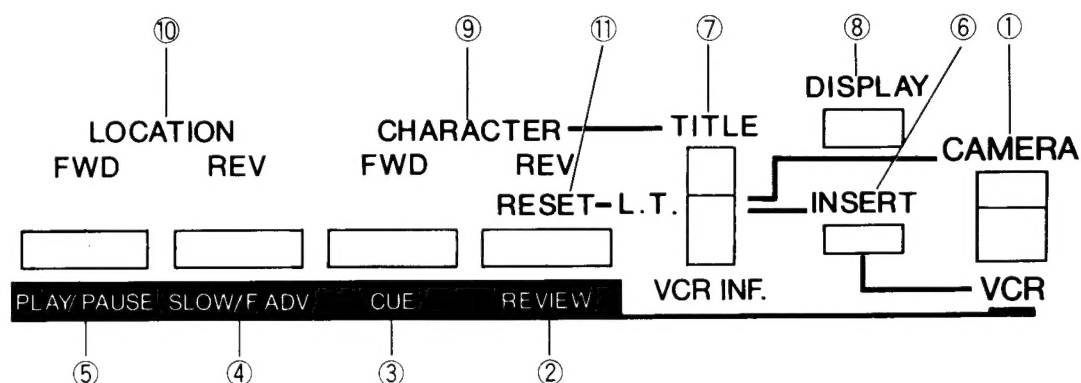 ⑩ ⑨ ⑪ ⑦ ⑧ ⑥ ①
DISPLAY
LOCATION CHARACTER TITLE
CAMERA
FWD REV FWD REV
RESET-L.T. INSERT
VCR INF. VCR
PLAY/PAUSE SLOW/F.ADV CUE REVIEW
⑤ ④ ③ ②